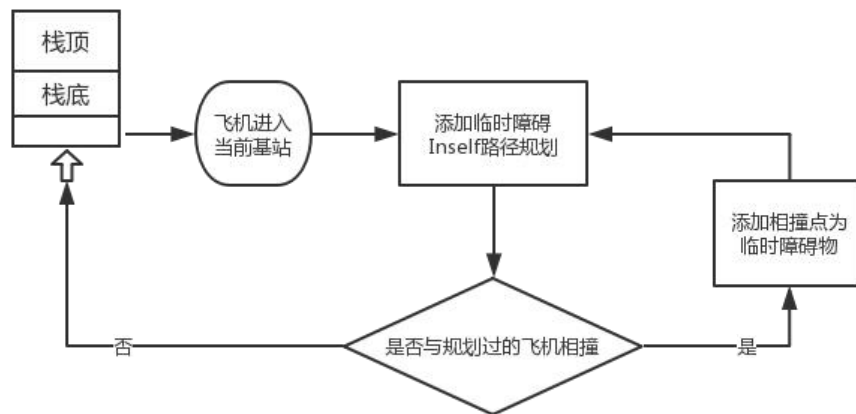 栈顶
栈底
飞机进入
当前基站
添加临时障碍
Inself路径规划
添加相撞点为
临时障碍物
是否与规划过的飞机相撞
否
是